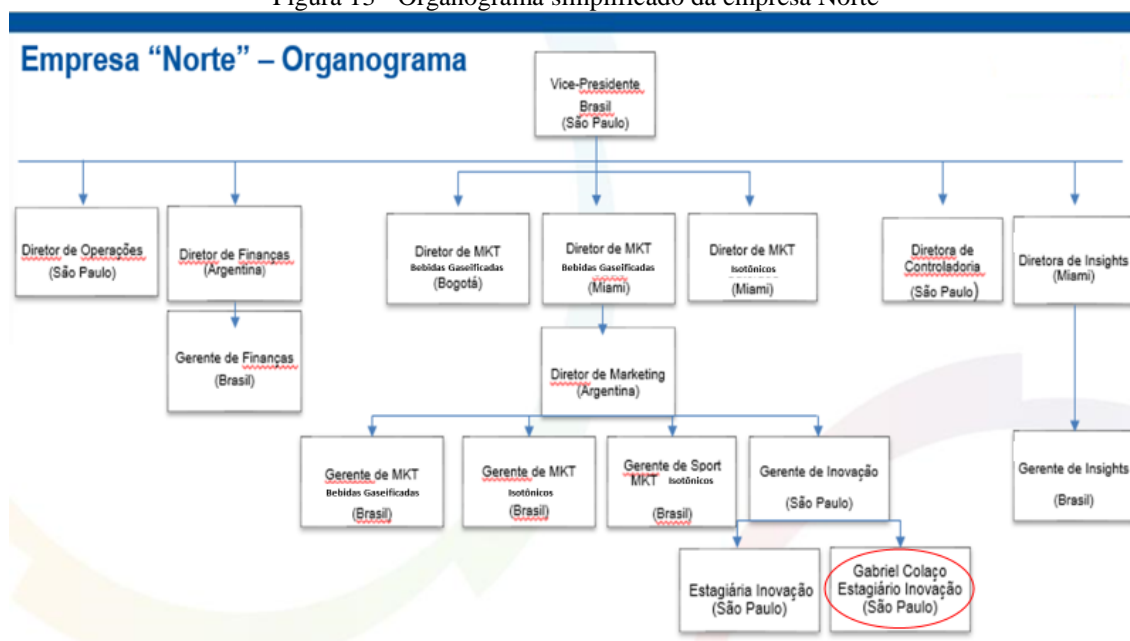 Figura 13 - Organograma simplificado da empresa Norte
Empresa “Norte” – Organograma
Vice-Presidente
Brasil
(São Paulo)
Diretor de Operações
(São Paulo)
Diretor de Finanças
(Argentina)
Diretor de MKT
Bebidas Gaseificadas
(Bogotá)
Diretor de MKT
Bebidas Gaseificadas
(Miami)
Diretor de MKT
Isotônicos
(Miami)
Diretora de
Controladoria
(São Paulo)
Diretora de Insights
(Miami)
Gerente de Finanças
(Brasil)
Diretor de Marketing
(Argentina)
Gerente de MKT
Bebidas Gaseificadas
(Brasil)
Gerente de MKT
Isotônicos
(Brasil)
Gerente de Sport
MKT Isotônicos
(Brasil)
Gerente de Inovação
(São Paulo)
Gerente de Insights
(Brasil)
Estagiária Inovação
(São Paulo)
Gabriel Colaço
Estagiário Inovação
(São Paulo)